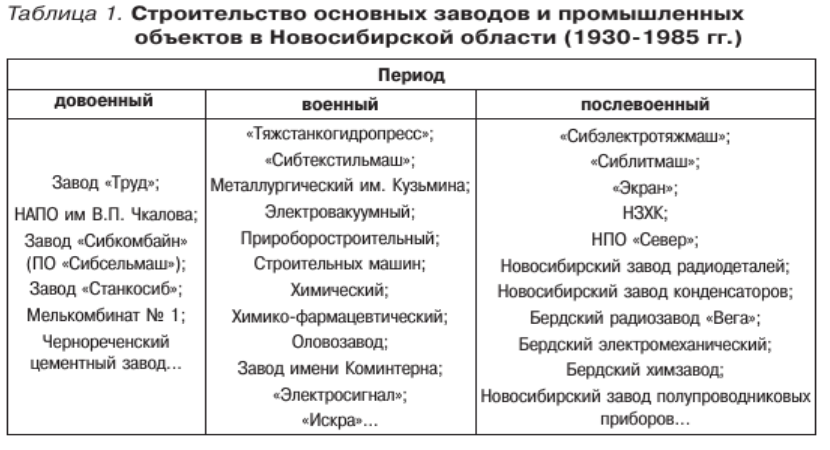 Таблица 1. Строительство основных заводов и промышленных
объектов в Новосибирской области (1930-1985 гг.)
Период
довоенный
военный
послевоенный
Завод «Труд»;
НАПО им В.П. Чкалова;
Завод «Сибкомбайн»
(ПО «Сибсельмаш»);
Завод «Станкосиб»;
Мелькомбинат № 1;
Чернореченский
цементный завод...
«Тяжстанкогидропресс»;
«Сибтекстильмаш»;
Металлургический им. Кузьмина;
Электровакуумный;
Прироборостроительный;
Строительных машин;
Химический;
Химико-фармацевтический;
Оловозавод;
Завод имени Коминтерна;
«Электросигнал»;
«Искра»...
«Сибэлектротяжмаш»;
«Сиблитмаш»;
«Экран»;
НЗХК;
НПО «Север»;
Новосибирский завод радиодеталей;
Новосибирский завод конденсаторов;
Бердский радиозавод «Вега»;
Бердский электромеханический;
Бердский химзавод;
Новосибирский завод полупроводниковых
приборов...